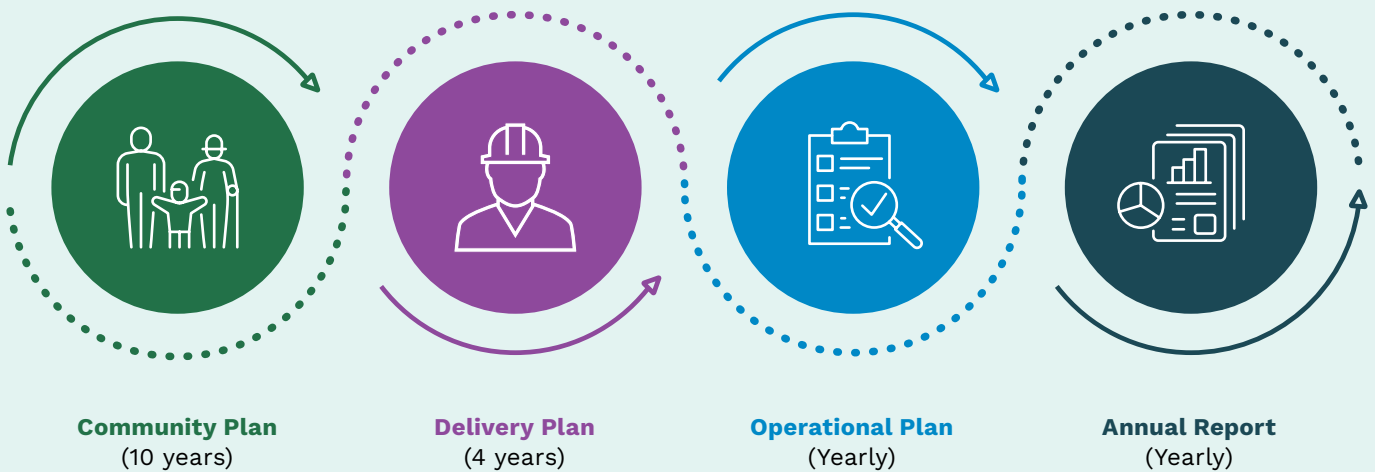 Community Plan
(10 years)
Delivery Plan
(4 years)
Operational Plan
(Yearly)
Annual Report
(Yearly)